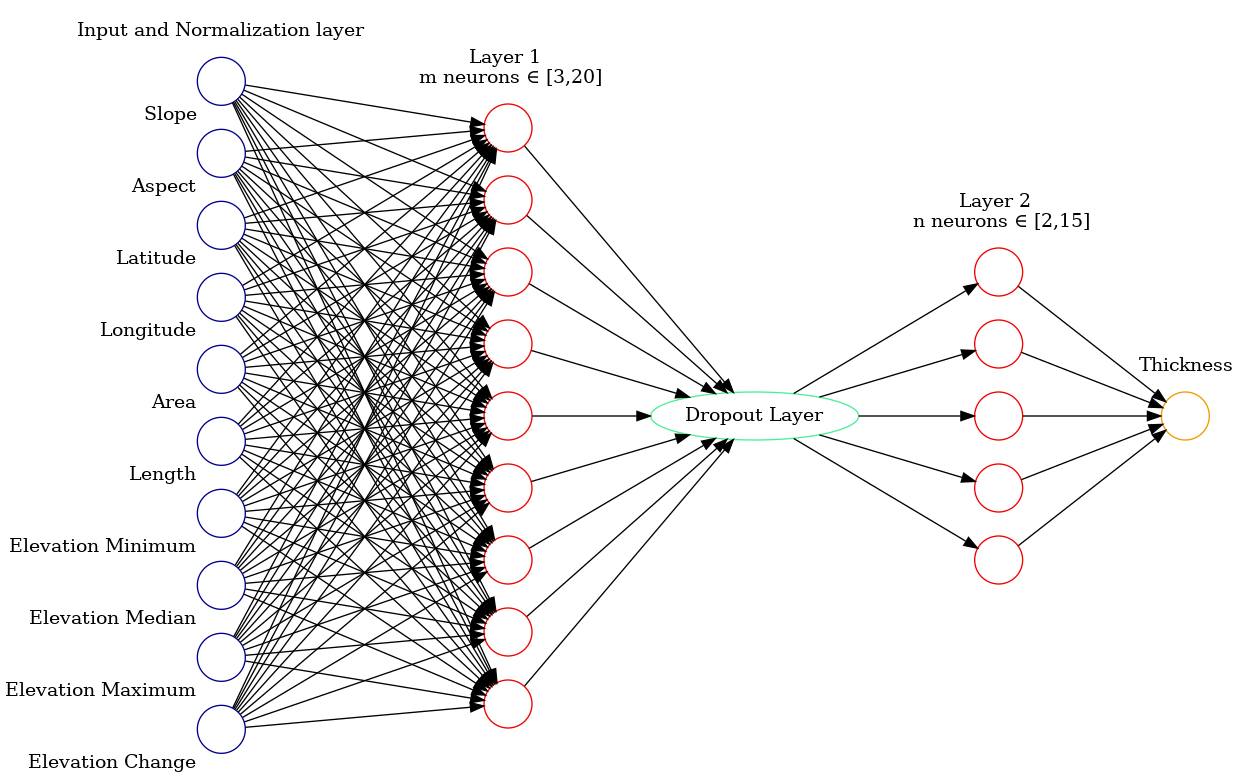 Input and Normalization layer
Slope
Aspect
Latitude
Longitude
Area
Length
Elevation Minimum
Elevation Median
Elevation Maximum
Elevation Change
Layer 1
m neurons ∈ [3,20]
Dropout Layer
Layer 2
n neurons ∈ [2,15]
Thickness